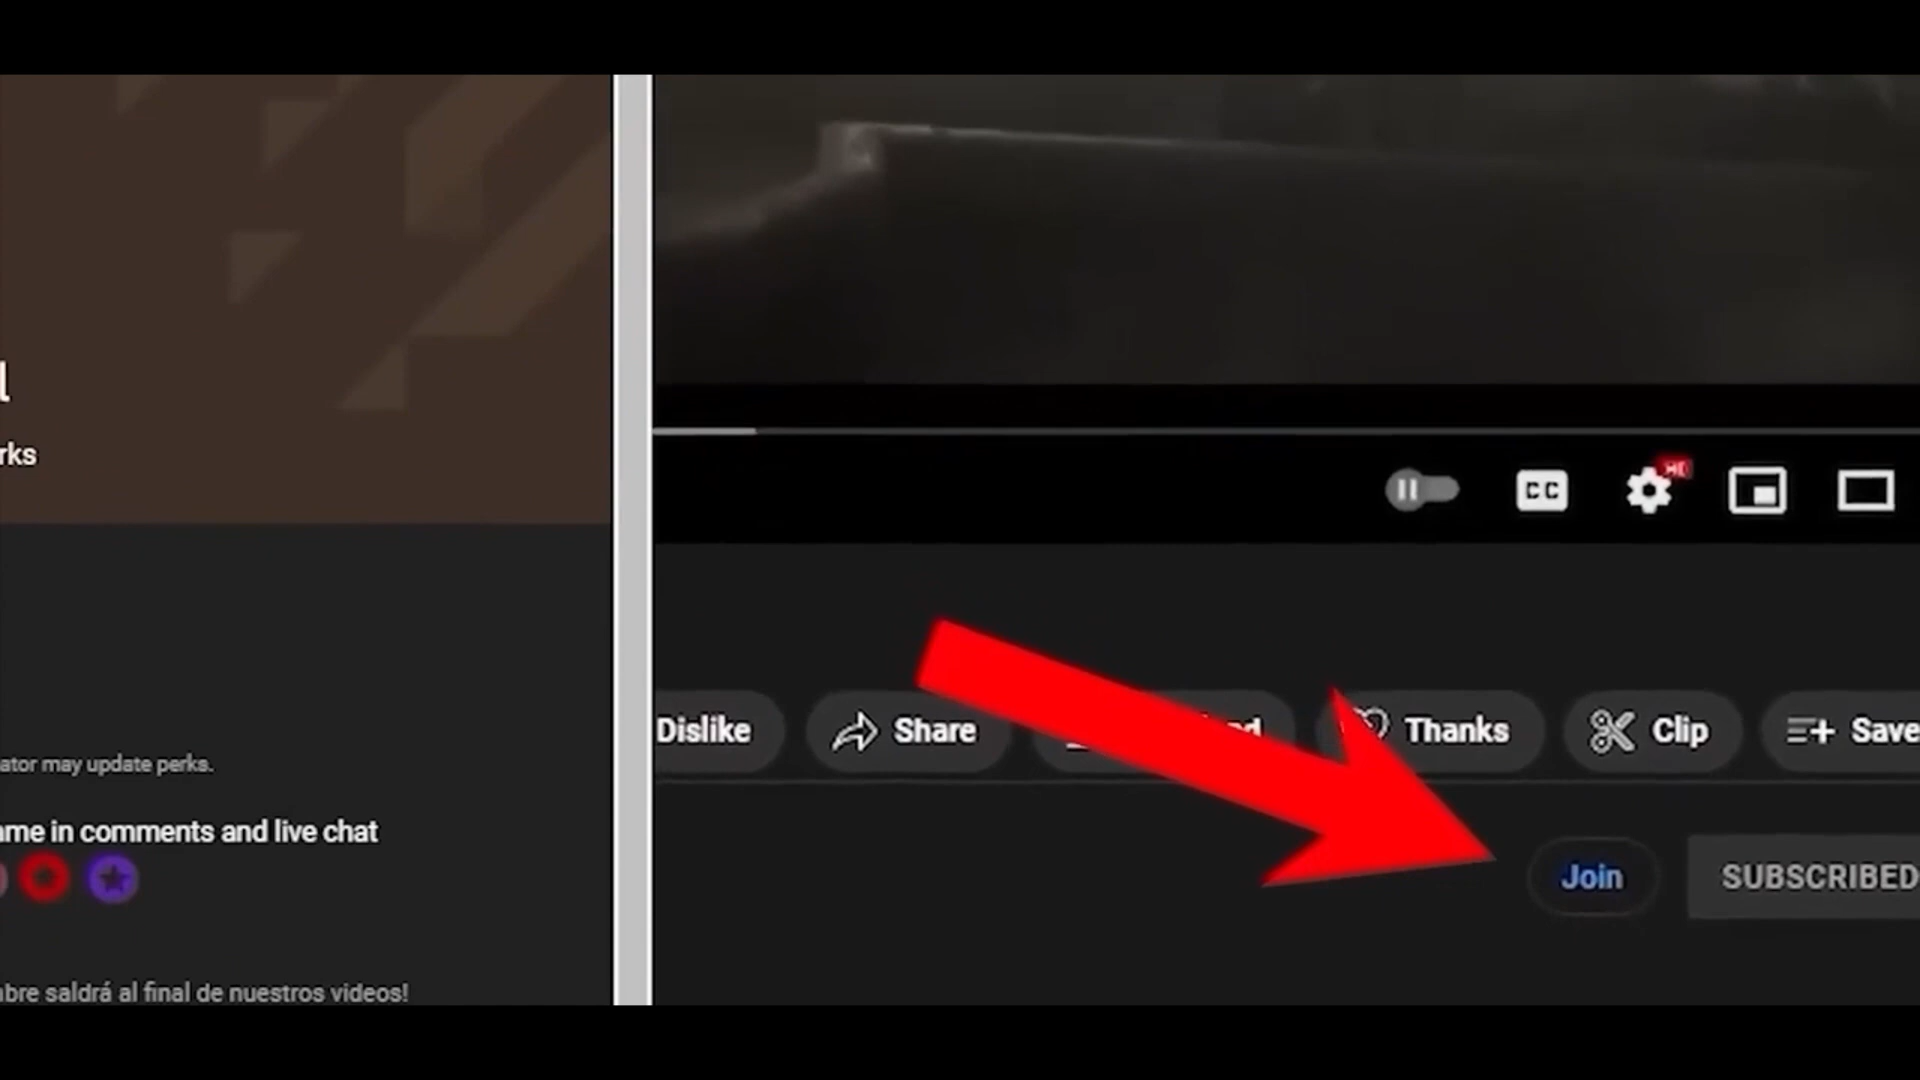 rks
ator may update perks.
ame in comments and live chat
bre saldrá al final de nuestros videos!
CC
Dislike
Share
Thanks
Clip
Save
Join
SUBSCRIBED